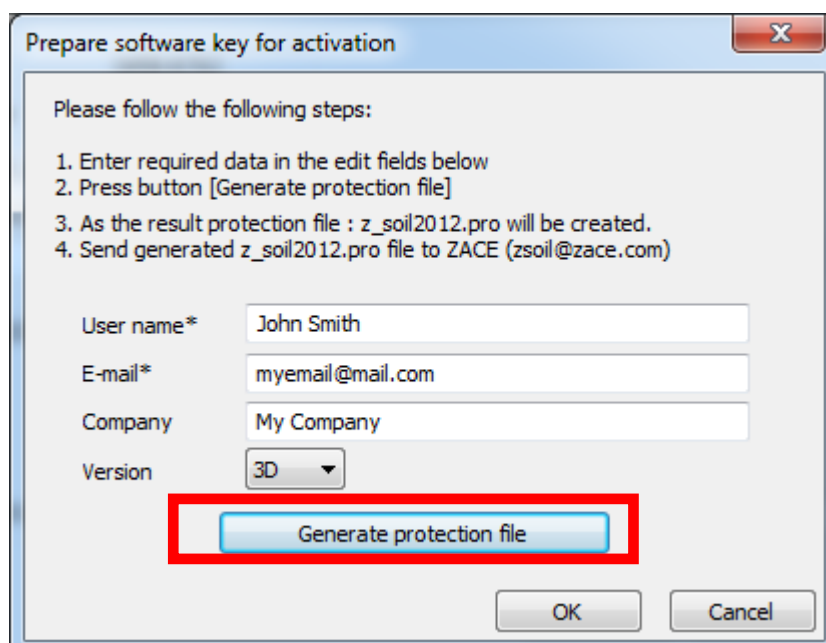 Prepare software key for activation
Please follow the following steps:
1. Enter required data in the edit fields below
2. Press button [Generate protection file]
3. As the result protection file : z_soil2012.pro will be created.
4. Send generated z_soil2012.pro file to ZACE (zsoil@zace.com)
User name* John Smith
E-mail* myemail@mail.com
Company My Company
Version 3D
Generate protection file
OK Cancel